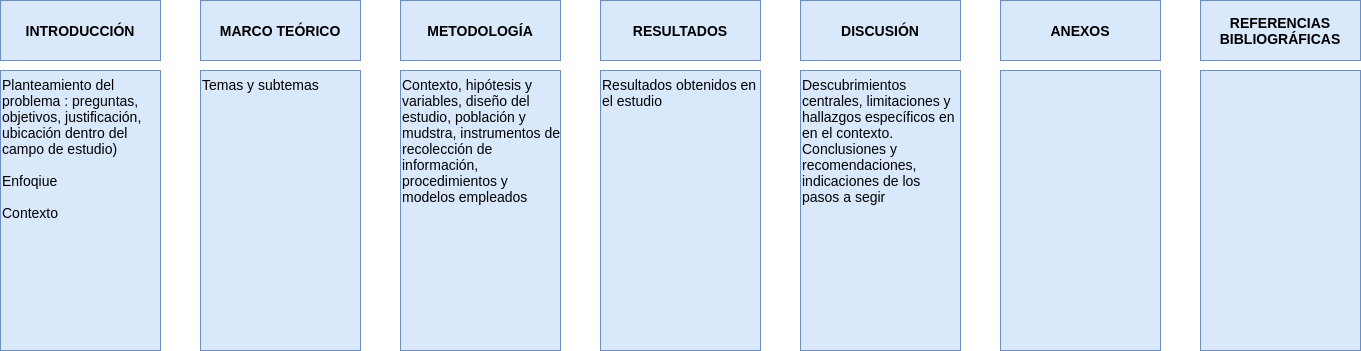 INTRODUCCIÓN
MARCO TEÓRICO
METODOLOGÍA
RESULTADOS
DISCUSIÓN
ANEXOS
REFERENCIAS
BIBLIOGRÁFICAS
Planteamiento del
problema : preguntas,
objetivos, justificación,
ubicación dentro del
campo de estudio)
Enfoqiue
Contexto
Temas y subtemas
Contexto, hipótesis y
variables, diseño del
estudio, población y
mudstra, instrumentos de
recolección de
información,
procedimientos y
modelos empleados
Resultados obtenidos en
el estudio
Descubrimientos
centrales, limitaciones y
hallazgos específicos en
en el contexto.
Conclusiones y
recomendaciones,
indicaciones de los
pasos a segir